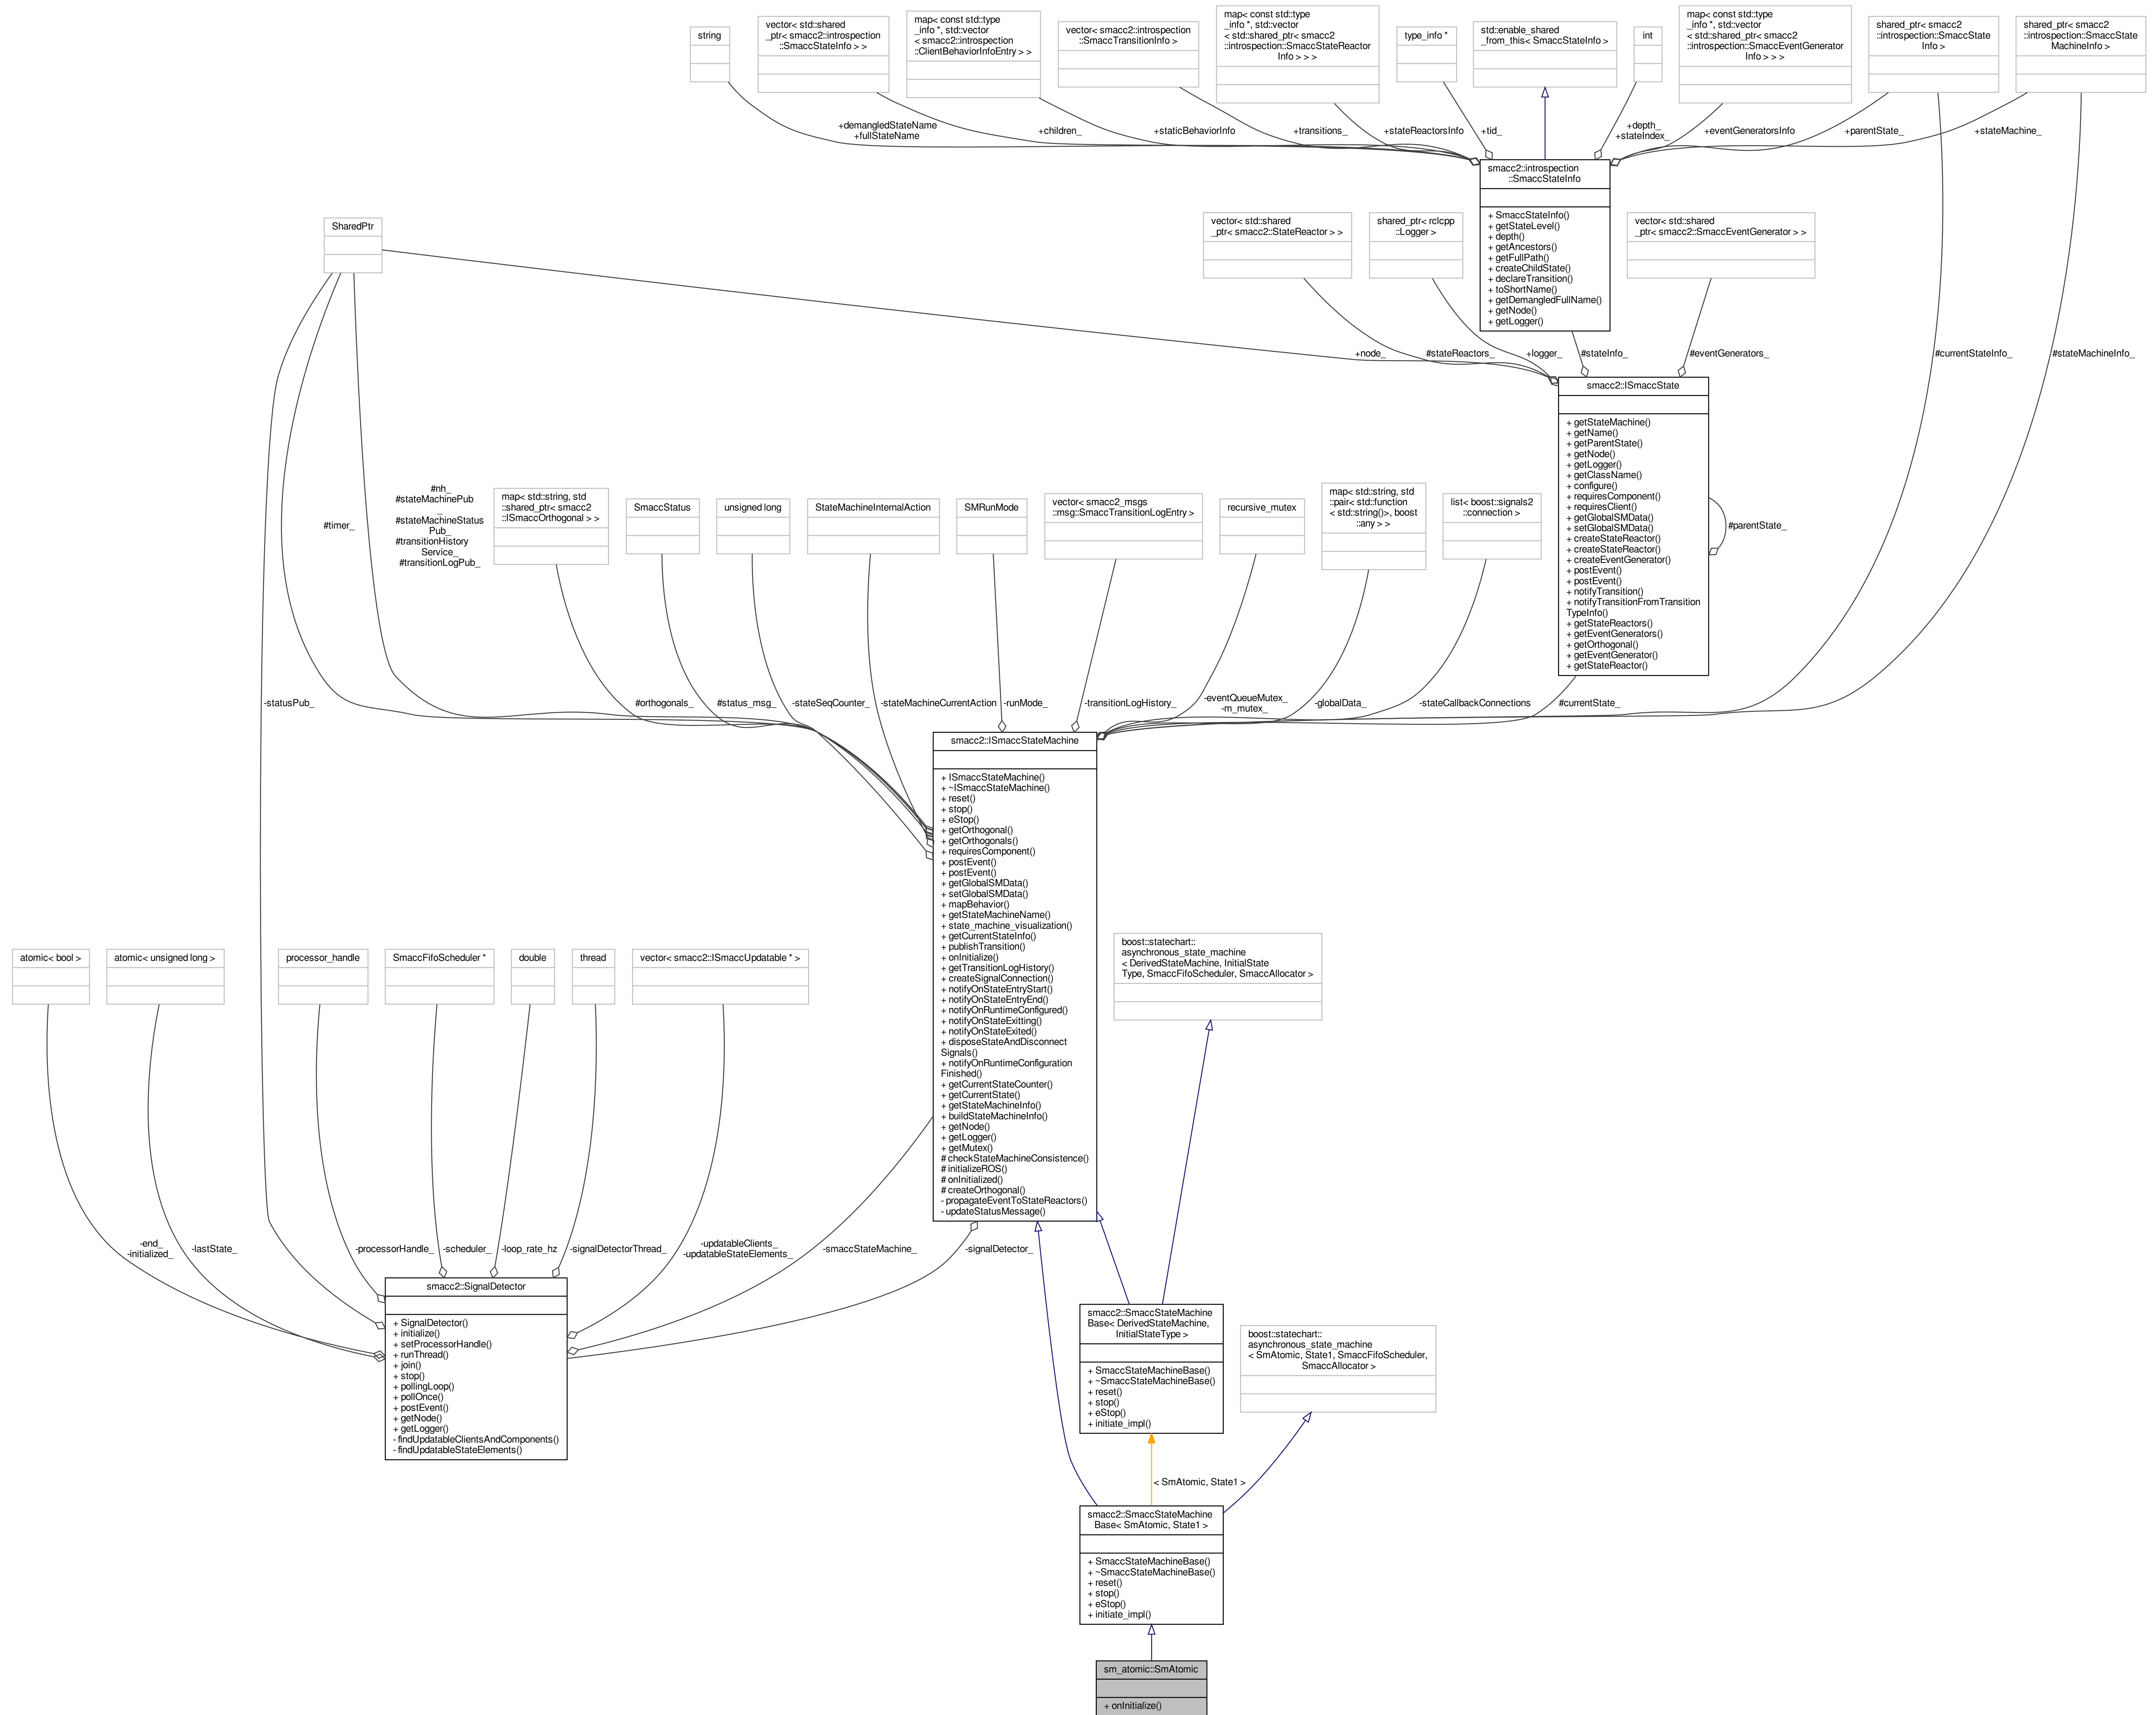 string
vector< std::shared
_ptr< smacc2::introspection
::SmaccStateInfo > >
map< const std::type
_info *, std::vector
< smacc2::introspection
::ClientBehaviorInfoEntry > >
vector< smacc2::introspection
::SmaccTransitionInfo >
map< const std::type
_info *, std::vector
< std::shared_ptr< smacc2
::introspection::SmaccStateReactor
Info > > >
type_info *
std::enable_shared
_from_this< SmaccStateInfo >
int
map< const std::type
_info *, std::vector
< std::shared_ptr< smacc2
::introspection::SmaccEventGenerator
Info > > >
shared_ptr< smacc2
::introspection::SmaccState
Info >
shared_ptr< smacc2
::introspection::SmaccState
MachineInfo >
+demangledStateName
+fullStateName
+children_
+staticBehaviorInfo
+transitions_
+stateReactorsInfo
+tid_
+depth_
+stateIndex_
+eventGeneratorsInfo
+parentState_
+stateMachine_
smacc2::introspection
::SmaccStateInfo
+ SmaccStateInfo()
+ getStateLevel()
+ depth()
+ getAncestors()
+ getFullPath()
+ createChildState()
+ declareTransition()
+ toShortName()
+ getDemangledFullName()
+ getNode()
+ getLogger()
SharedPtr
vector< std::shared
_ptr< smacc2::StateReactor > >
shared_ptr< rclcpp
::Logger >
vector< std::shared
_ptr< smacc2::SmaccEventGenerator > >
+node_
#stateReactors_
+logger_
#stateInfo_
#eventGenerators_
#currentStateInfo_
#stateMachineInfo_
smacc2::ISmaccState
+ getStateMachine()
+ getName()
+ getParentState()
+ getNode()
+ getLogger()
+ getClassName()
+ configure()
+ requiresComponent()
+ requiresClient()
+ getGlobalSMData()
+ setGlobalSMData()
+ createStateReactor()
+ createStateReactor()
+ createEventGenerator()
+ postEvent()
+ postEvent()
+ notifyTransition()
+ notifyTransitionFromTransition
TypeInfo()
+ getStateReactors()
+ getEventGenerators()
+ getOrthogonal()
+ getEventGenerator()
+ getStateReactor()
#parentState_
#timer_
#nh_
#stateMachinePub
_
#stateMachineStatus
Pub_
#transitionHistory
Service_
#transitionLogPub_
map< std::string, std
::shared_ptr< smacc2
::ISmaccOrthogonal > >
SmaccStatus
unsigned long
StateMachineInternalAction
SMRunMode
vector< smacc2_msgs
::msg::SmaccTransitionLogEntry >
recursive_mutex
map< std::string, std
::pair< std::function
< std::string()>, boost
::any > >
list< boost::signals2
::connection >
-statusPub_
#orthogonals_
#status_msg_
-stateSeqCounter_
-stateMachineCurrentAction
-runMode_
-transitionLogHistory_
-eventQueueMutex_
-m_mutex_
-globalData_
-stateCallbackConnections
#currentState_
smacc2::ISmaccStateMachine
+ ISmaccStateMachine()
+ ~ISmaccStateMachine()
+ reset()
+ stop()
+ eStop()
+ getOrthogonal()
+ getOrthogonals()
+ requiresComponent()
+ postEvent()
+ postEvent()
+ getGlobalSMData()
+ setGlobalSMData()
+ mapBehavior()
+ getStateMachineName()
+ state_machine_visualization()
+ getCurrentStateInfo()
+ publishTransition()
+ onInitialize()
+ getTransitionLogHistory()
+ createSignalConnection()
+ notifyOnStateEntryStart()
+ notifyOnStateEntryEnd()
+ notifyOnRuntimeConfigured()
+ notifyOnStateExitting()
+ notifyOnStateExited()
+ disposeStateAndDisconnect
Signals()
+ notifyOnRuntimeConfiguration
Finished()
+ getCurrentStateCounter()
+ getCurrentState()
+ getStateMachineInfo()
+ buildStateMachineInfo()
+ getNode()
+ getLogger()
+ getMutex()
# checkStateMachineConsistence()
# initializeROS()
# onInitialized()
# createOrthogonal()
- propagateEventToStateReactors()
- updateStatusMessage()
atomic< bool >
atomic< unsigned long >
processor_handle
SmaccFifoScheduler *
double
thread
vector< smacc2::ISmaccUpdatable * >
boost::statechart::
asynchronous_state_machine
< DerivedStateMachine, InitialState
Type, SmaccFifoScheduler, SmaccAllocator >
-end_
-initialized_
-lastState_
-processorHandle_
-scheduler_
-loop_rate_hz
-signalDetectorThread_
-updatableClients_
-updatableStateElements_
-smaccStateMachine_
-signalDetector_
smacc2::SignalDetector
+ SignalDetector()
+ initialize()
+ setProcessorHandle()
+ runThread()
+ join()
+ stop()
+ pollingLoop()
+ pollOnce()
+ postEvent()
+ getNode()
+ getLogger()
- findUpdatableClientsAndComponents()
- findUpdatableStateElements()
smacc2::SmaccStateMachine
Base< DerivedStateMachine,
InitialStateType >
+ SmaccStateMachineBase()
+ ~SmaccStateMachineBase()
+ reset()
+ stop()
+ eStop()
+ initiate_impl()
boost::statechart::
asynchronous_state_machine
< SmAtomic, State1, SmaccFifoScheduler,
SmaccAllocator >
< SmAtomic, State1 >
smacc2::SmaccStateMachine
Base< SmAtomic, State1 >
+ SmaccStateMachineBase()
+ ~SmaccStateMachineBase()
+ reset()
+ stop()
+ eStop()
+ initiate_impl()
sm_atomic::SmAtomic
+ onInitialize()